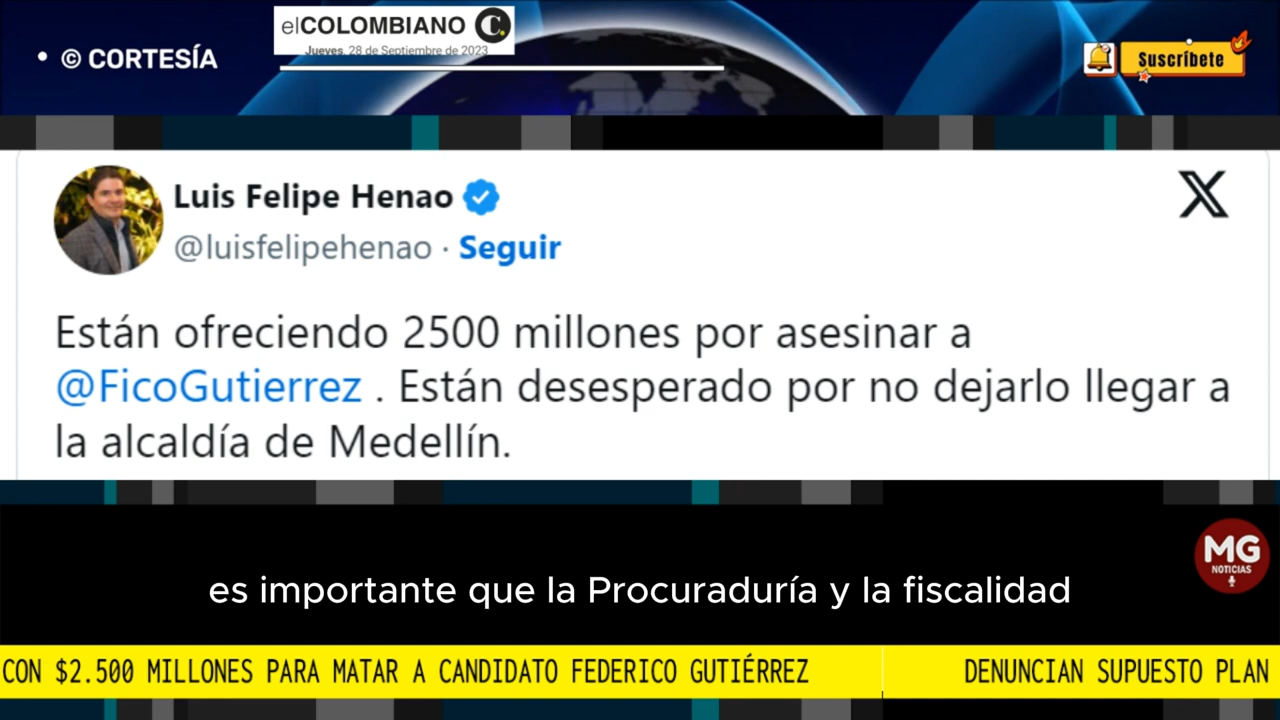 elCOLOMBIANO C.
Jueves, 28 de Septiembre de 2023
• © CORTESÍA
Suscríbete
Luis Felipe Henao
@luisfelipehenao · Seguir
X
Están ofreciendo 2500 millones por asesinar a
@FicoGutierrez . Están desesperado por no dejarlo llegar a
la alcaldía de Medellín.
MG
NOTICIAS
es importante que la Procuraduría y la fiscalidad
CON $2.500 MILLONES PARA MATAR A CANDIDATO FEDERICO GUTIÉRREZ DENUNCIAN SUPUESTO PLAN